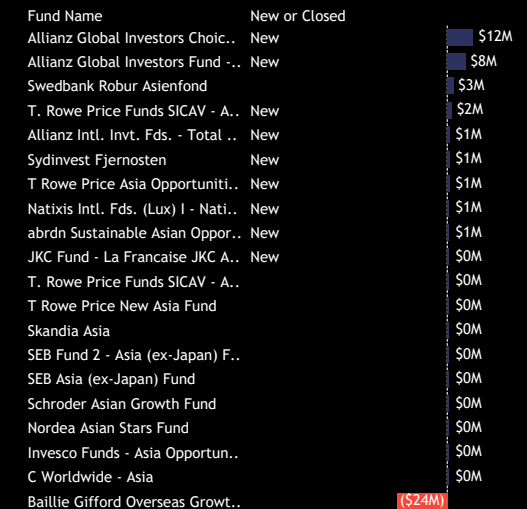 Fund Name New or Closed
Allianz Global Investors Choic.. New $12M
Allianz Global Investors Fund -.. New $8M
Swedbank Robur Asienfond $3M
T. Rowe Price Funds SICAV - A.. New $2M
Allianz Intl. Invt. Fds. - Total .. New $1M
Sydinvest Fjernosten New $1M
T Rowe Price Asia Opportuniti.. New $1M
Natixis Intl. Fds. (Lux) I - Nati.. New $1M
abrdn Sustainable Asian Oppor.. New $1M
JKC Fund - La Francaise JKC A.. New $0M
T. Rowe Price Funds SICAV - A.. $0M
T Rowe Price New Asia Fund $0M
Skandia Asia $0M
SEB Fund 2 - Asia (ex-Japan) F.. $0M
SEB Asia (ex-Japan) Fund $0M
Schroder Asian Growth Fund $0M
Nordea Asian Stars Fund $0M
Invesco Funds - Asia Opportun.. $0M
C Worldwide - Asia $0M
Baillie Gifford Overseas Growt.. ($24M)